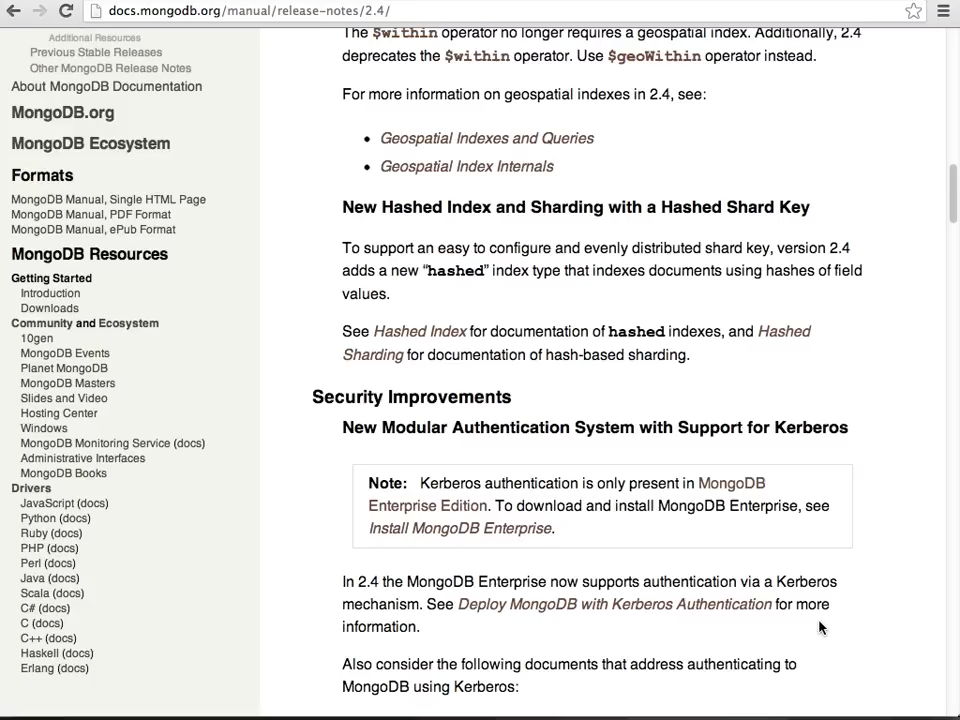 docs.mongodb.org/manual/release-notes/2.4/
Additional Resources
Previous Stable Releases
Other MongoDB Release Notes
About MongoDB Documentation
MongoDB.org
MongoDB Ecosystem
Formats
MongoDB Manual, Single HTML Page
MongoDB Manual, PDF Format
MongoDB Manual, ePub Format
MongoDB Resources
Getting Started
Introduction
Downloads
Community and Ecosystem
10gen
MongoDB Events
Planet MongoDB
MongoDB Masters
Slides and Video
Hosting Center
Windows
MongoDB Monitoring Service (docs)
Administrative Interfaces
MongoDB Books
Drivers
JavaScript (docs)
Python (docs)
Ruby (docs)
PHP (docs)
Perl (docs)
Java (docs)
Scala (docs)
C# (docs)
C (docs)
C++ (docs)
Haskell (docs)
Erlang (docs)
The $within operator no longer requires a geospatial index. Additionally, 2.4
deprecates the $within operator. Use $geoWithin operator instead.
For more information on geospatial indexes in 2.4, see:
• Geospatial Indexes and Queries
• Geospatial Index Internals
New Hashed Index and Sharding with a Hashed Shard Key
To support an easy to configure and evenly distributed shard key, version 2.4
adds a new “hashed” index type that indexes documents using hashes of field
values.
See Hashed Index for documentation of hashed indexes, and Hashed
Sharding for documentation of hash-based sharding.
Security Improvements
New Modular Authentication System with Support for Kerberos
Note: Kerberos authentication is only present in MongoDB
Enterprise Edition. To download and install MongoDB Enterprise, see
Install MongoDB Enterprise.
In 2.4 the MongoDB Enterprise now supports authentication via a Kerberos
mechanism. See Deploy MongoDB with Kerberos Authentication for more
information.
Also consider the following documents that address authenticating to
MongoDB using Kerberos: